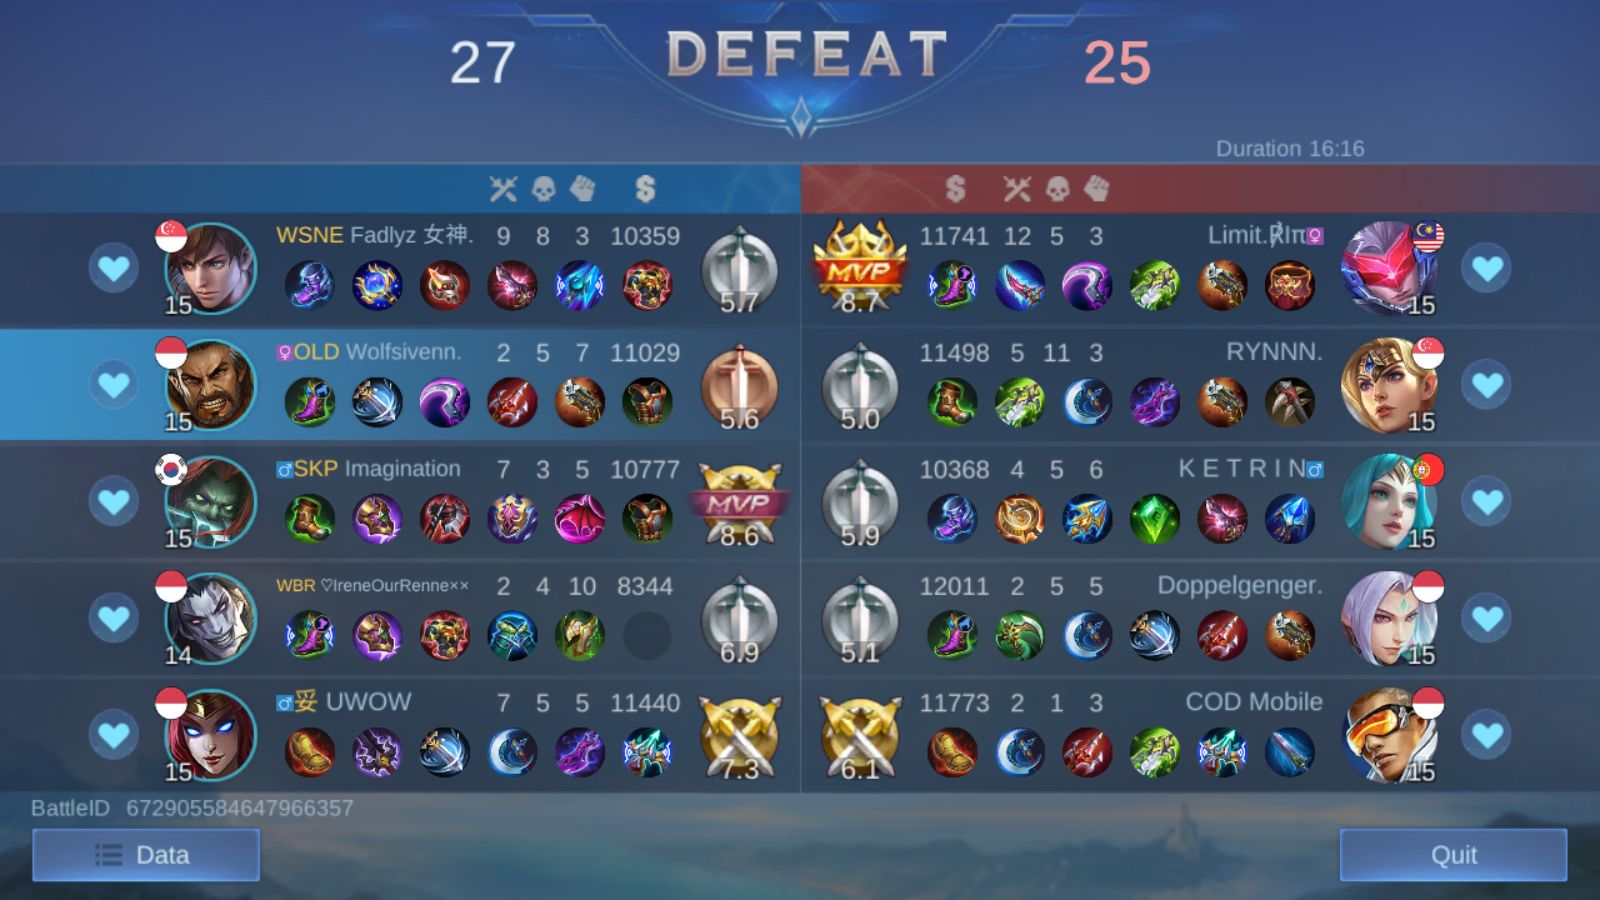 27 DEFEAT 25
Duration 16:16
WSNE Fadlyz 女神. 9 8 3 10359
15 5.7
11741 12 5 3 Limit.℟Iπ♀
MVP 8.7 15
♀OLD Wolfsivenn. 2 5 7 11029
15 5.6
11498 5 11 3 RYNNN.
5.0 15
♂SKP Imagination 7 3 5 10777
15 MVP 8.6
10368 4 5 6 K E T R I N♂
5.9 15
WBR ♡IreneOurRenne×× 2 4 10 8344
14 6.9
12011 2 5 5 Doppelgenger.
5.1 15
♂妥 UWOW 7 5 5 11440
15 7.3
11773 2 1 3 COD Mobile
6.1 15
BattleID 672905584647966357
Data
Quit